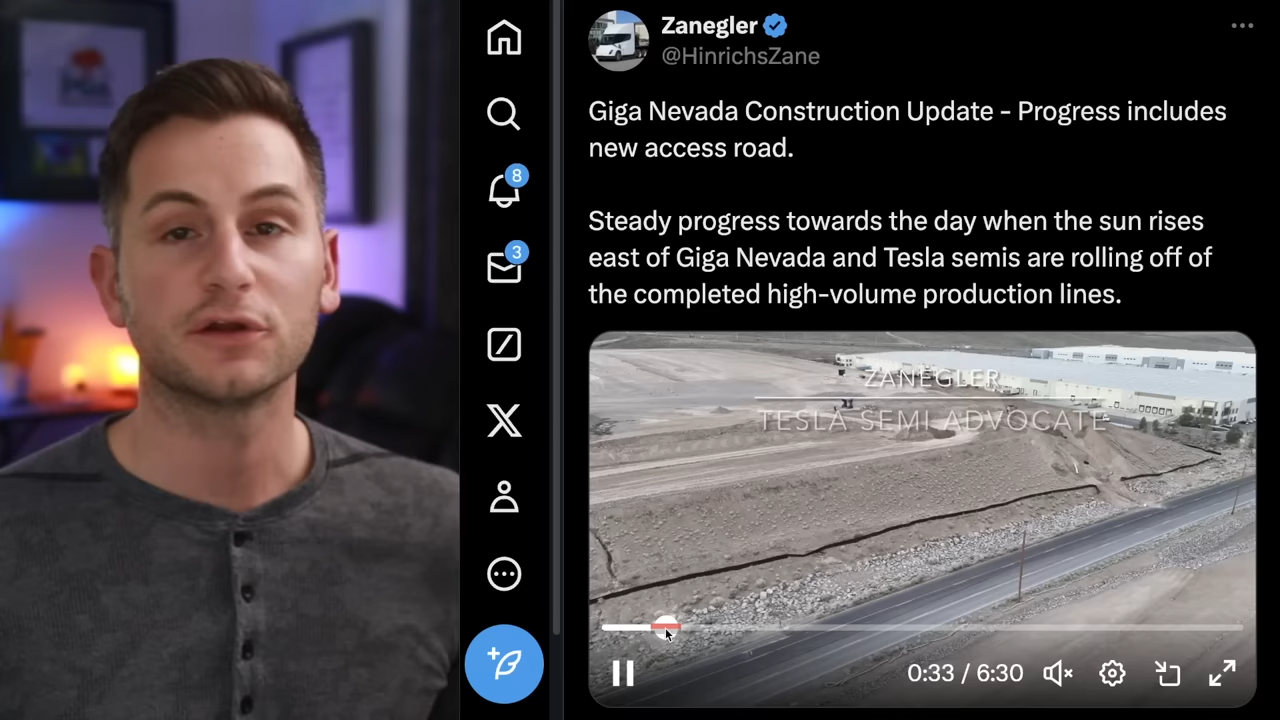 8
3
Zanegler
@HinrichsZane
Giga Nevada Construction Update - Progress includes
new access road.
Steady progress towards the day when the sun rises
east of Giga Nevada and Tesla semis are rolling off of
the completed high-volume production lines.
ZANEGLER
TESLA SEMI ADVOCATE
0:33 / 6:30